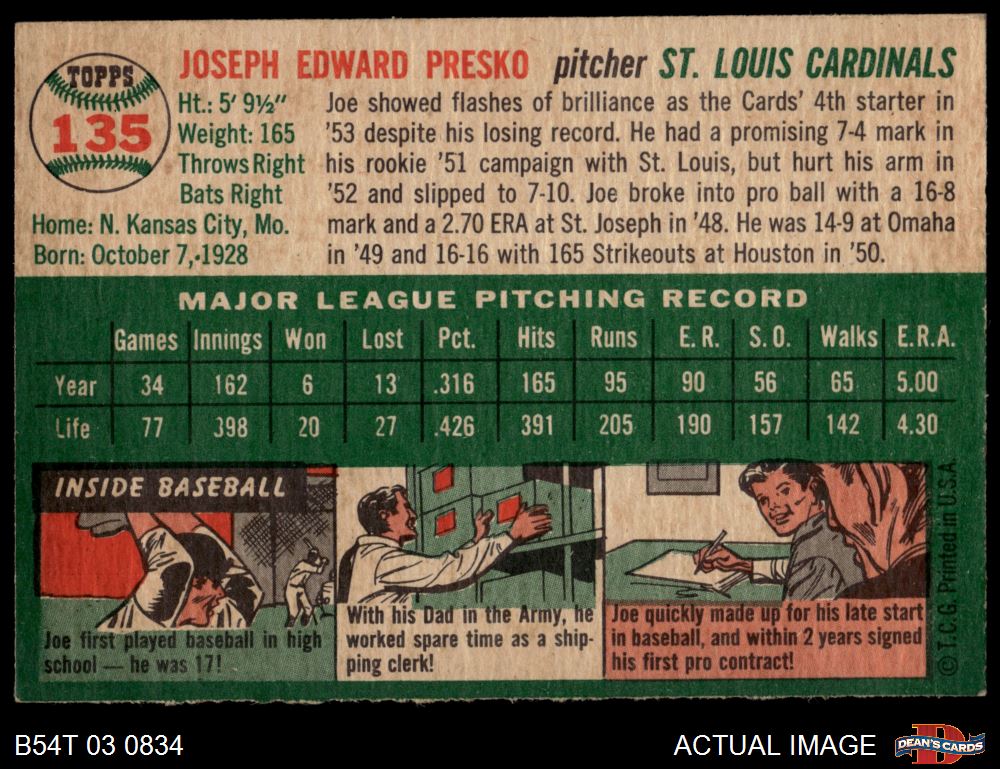 TOPPS
135
JOSEPH EDWARD PRESKO pitcher ST. LOUIS CARDINALS
Ht.: 5' 9½"
Weight: 165
Throws Right
Bats Right
Home: N. Kansas City, Mo.
Born: October 7, 1928
Joe showed flashes of brilliance as the Cards' 4th starter in
'53 despite his losing record. He had a promising 7-4 mark in
his rookie '51 campaign with St. Louis, but hurt his arm in
'52 and slipped to 7-10. Joe broke into pro ball with a 16-8
mark and a 2.70 ERA at St. Joseph in '48. He was 14-9 at Omaha
in '49 and 16-16 with 165 Strikeouts at Houston in '50.
MAJOR LEAGUE PITCHING RECORD
Games Innings Won Lost Pct. Hits Runs E. R. S. O. Walks E.R.A.
Year 34 162 6 13 .316 165 95 90 56 65 5.00
Life 77 398 20 27 .426 391 205 190 157 142 4.30
INSIDE BASEBALL
Joe first played baseball in high
school — he was 17!
With his Dad in the Army, he
worked spare time as a ship-
ping clerk!
Joe quickly made up for his late start
in baseball, and within 2 years signed
his first pro contract!
© T.C.G. Printed in U.S.A.
B54T 03 0834
ACTUAL IMAGE
D
DEAN'S CARDS